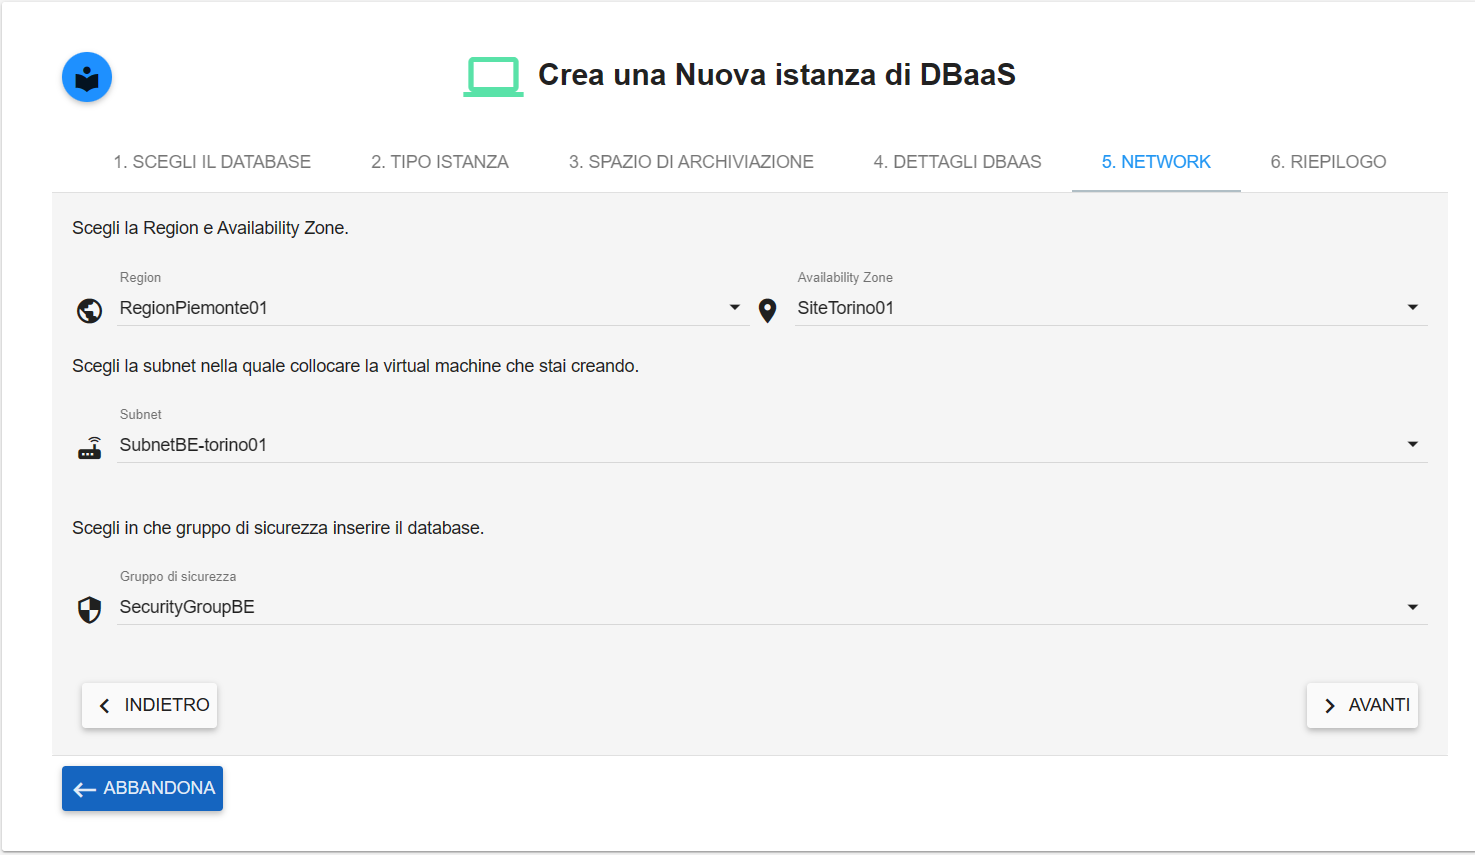 Crea una Nuova istanza di DBaaS
1. SCEGLI IL DATABASE 2. TIPO ISTANZA 3. SPAZIO DI ARCHIVIAZIONE 4. DETTAGLI DBAAS 5. NETWORK 6. RIEPILOGO
Scegli la Region e Availability Zone.
Region Availability Zone
RegionPiemonte01 SiteTorino01
Scegli la subnet nella quale collocare la virtual machine che stai creando.
Subnet
SubnetBE-torino01
Scegli in che gruppo di sicurezza inserire il database.
Gruppo di sicurezza
SecurityGroupBE
INDIETRO AVANTI
ABBANDONA